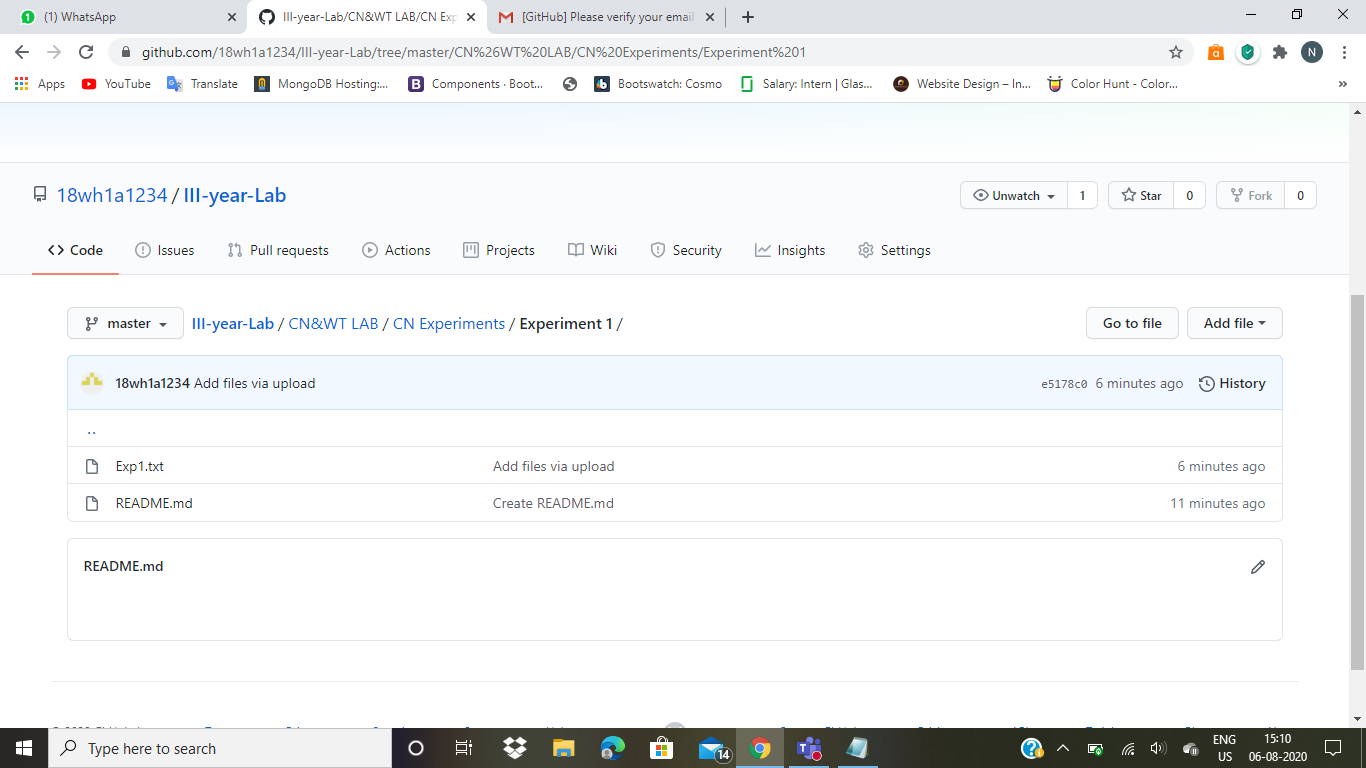 (1) WhatsApp
III-year-Lab/CN&WT LAB/CN Exp
[GitHub] Please verify your email
github.com/18wh1a1234/III-year-Lab/tree/master/CN%26WT%20LAB/CN%20Experiments/Experiment%201
N
Apps YouTube Translate MongoDB Hosting:... Components · Boot... Bootswatch: Cosmo Salary: Intern | Glas... Website Design – In... Color Hunt - Color... »
18wh1a1234 / III-year-Lab
Unwatch 1 Star 0 Fork 0
Code Issues Pull requests Actions Projects Wiki Security Insights Settings
master III-year-Lab / CN&WT LAB / CN Experiments / Experiment 1 / Go to file Add file
18wh1a1234 Add files via upload e5178c0 6 minutes ago History
..
Exp1.txt Add files via upload 6 minutes ago
README.md Create README.md 11 minutes ago
README.md
Type here to search
14
ENG
US
15:10
06-08-2020